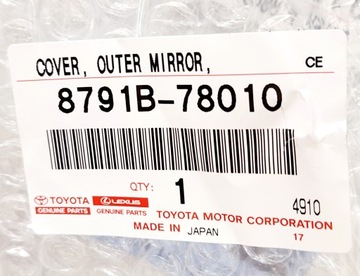 COVER, OUTER MIRROR, CE
8791B-78010
QTY: 1 4910
TOYOTA GENUINE PARTS LEXUS GENUINE PARTS TOYOTA MOTOR CORPORATION
MADE IN JAPAN 17